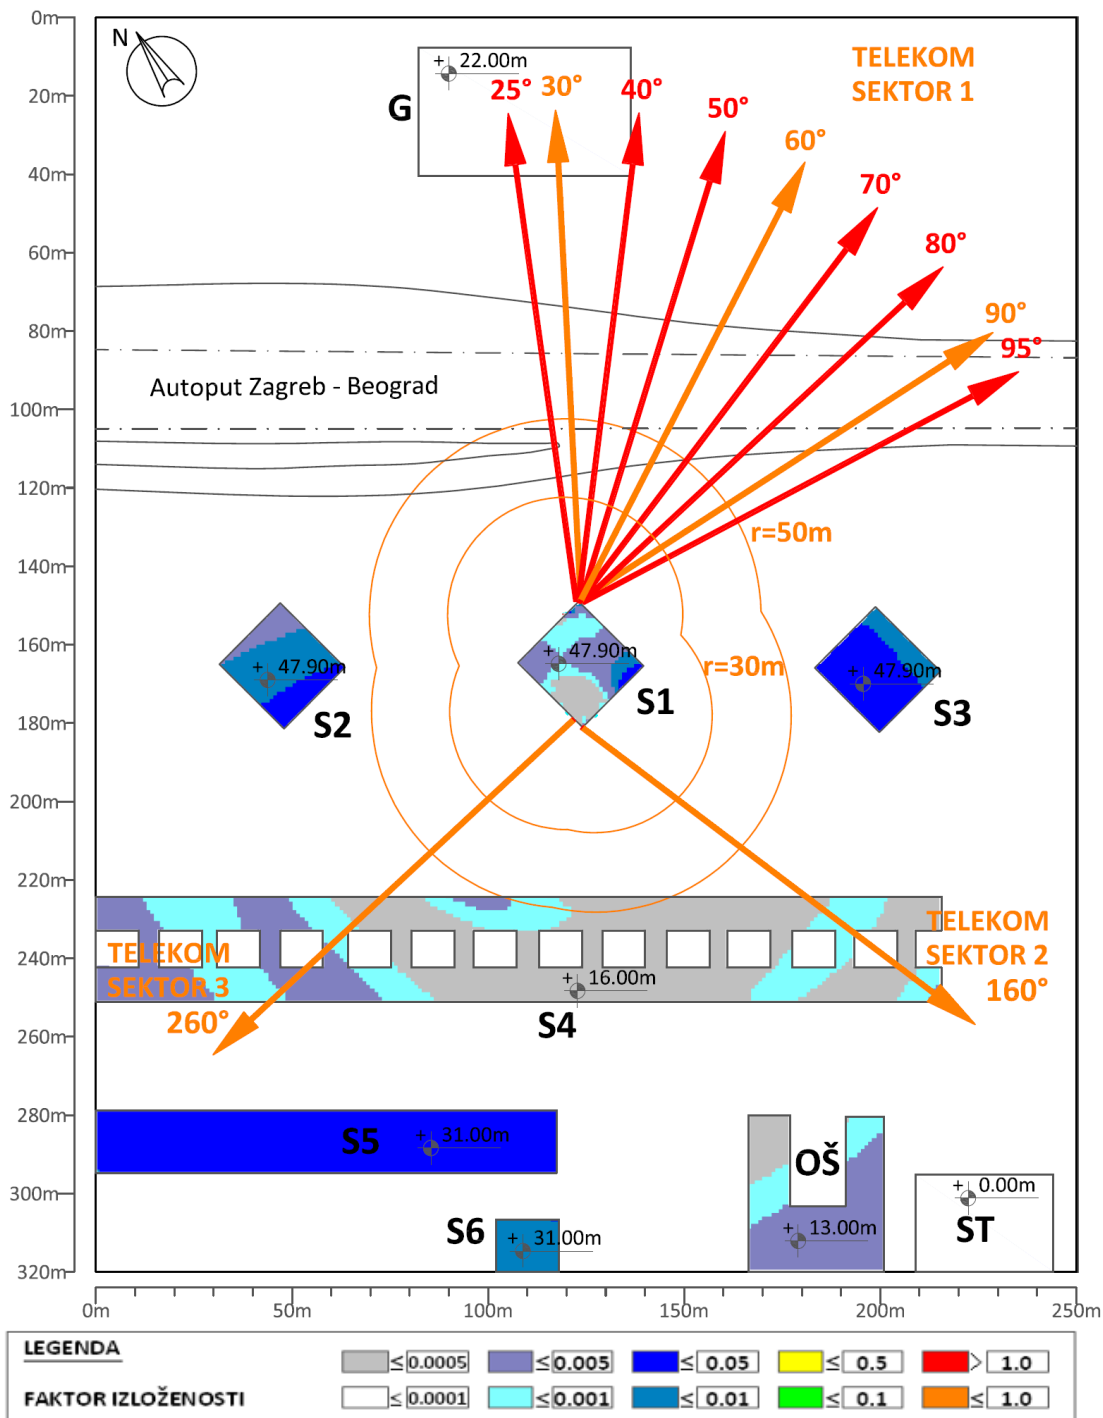 0m
20m
40m
60m
80m
100m
120m
140m
160m
180m
200m
220m
240m
260m
280m
300m
320m
N
+ 22.00m
G
25°
30°
40°
50°
60°
70°
80°
90°
95°
TELEKOM
SEKTOR 1
Autoput Zagreb - Beograd
r=50m
r=30m
+ 47.90m
S2
+ 47.90m
S1
+ 47.90m
S3
TELEKOM
SEKTOR 3
260°
TELEKOM
SEKTOR 2
160°
+ 16.00m
S4
S5
+ 31.00m
S6
+ 31.00m
OŠ
+ 13.00m
+ 0.00m
ST
0m 50m 100m 150m 200m 250m
LEGENDA
≤ 0.0005 ≤ 0.005 ≤ 0.05 ≤ 0.5 > 1.0
FAKTOR IZLOŽENOSTI
≤ 0.0001 ≤ 0.001 ≤ 0.01 ≤ 0.1 ≤ 1.0